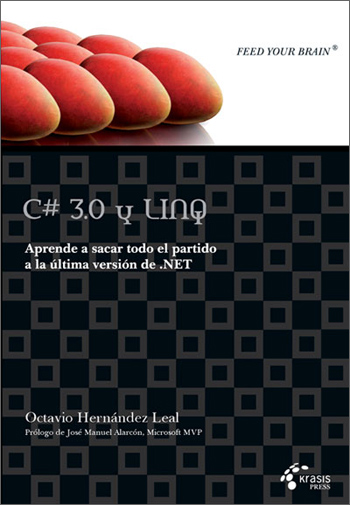 FEED YOUR BRAIN ®
C# 3.0 y LINQ
Aprende a sacar todo el partido
a la última versión de .NET
Octavio Hernández Leal
Prólogo de José Manuel Alarcón, Microsoft MVP
krasis
PRESS